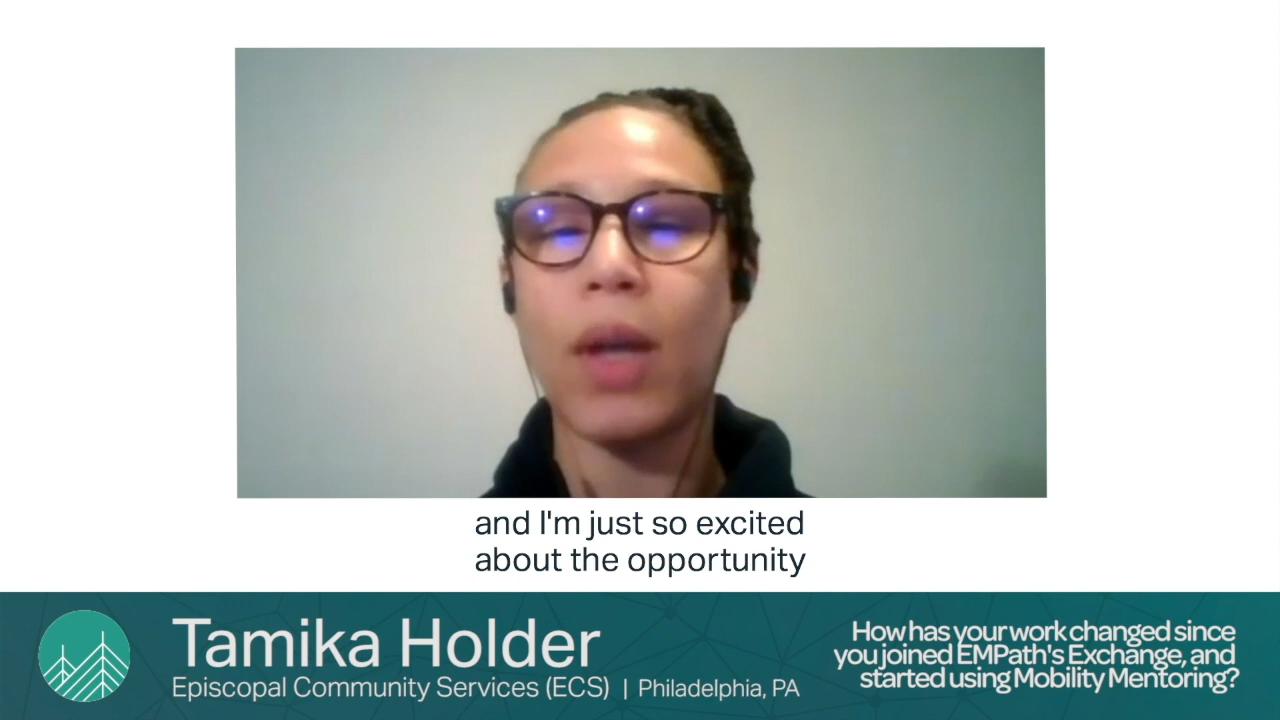 and I'm just so excited
about the opportunity
Tamika Holder
Episcopal Community Services (ECS) | Philadelphia, PA
How has your work changed since
you joined EMPath's Exchange, and
started using Mobility Mentoring?